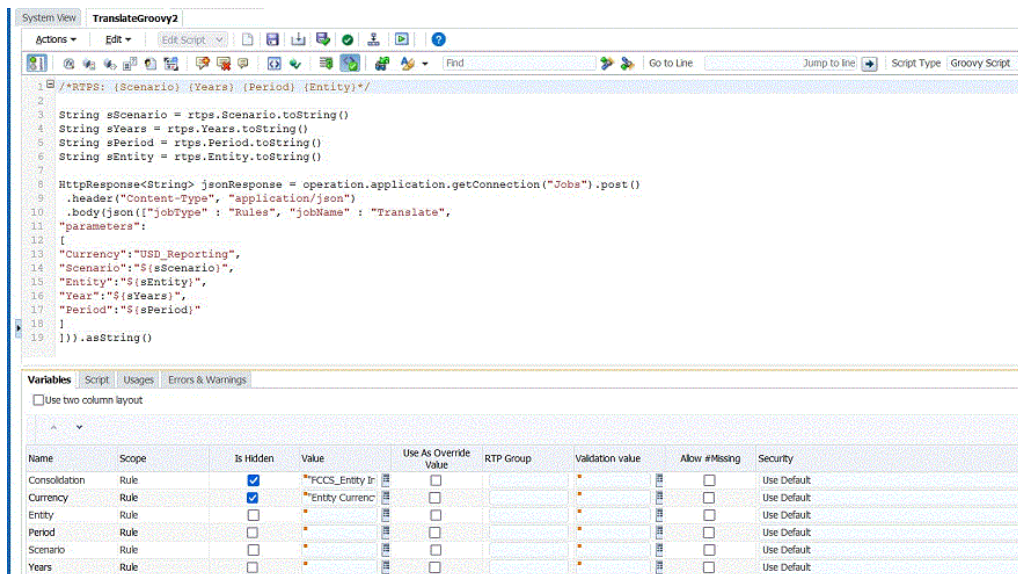 System View TranslateGroovy2
Actions Edit Edit Script
Find Go to Line Jump to line Script Type Groovy Script
1 /*RTPS: {Scenario} {Years} {Period} {Entity}*/
2
3 String sScenario = rtps.Scenario.toString()
4 String sYears = rtps.Years.toString()
5 String sPeriod = rtps.Period.toString()
6 String sEntity = rtps.Entity.toString()
7
8 HttpResponse<String> jsonResponse = operation.application.getConnection("Jobs").post()
9 .header("Content-Type", "application/json")
10 .body(json(["jobType" : "Rules", "jobName" : "Translate",
11 "parameters":
12 [
13 "Currency":"USD_Reporting",
14 "Scenario":"${sScenario}",
15 "Entity":"${sEntity}",
16 "Year":"${sYears}",
17 "Period":"${sPeriod}"
18 ]
19 ])).asString()
Variables Script Usages Errors & Warnings
Use two column layout
Name Scope Is Hidden Value Use As Override Value RTP Group Validation value Allow #Missing Security
Consolidation Rule "FCCS_Entity Ir Use Default
Currency Rule "Entity Currenc Use Default
Entity Rule Use Default
Period Rule Use Default
Scenario Rule Use Default
Years Rule Use Default